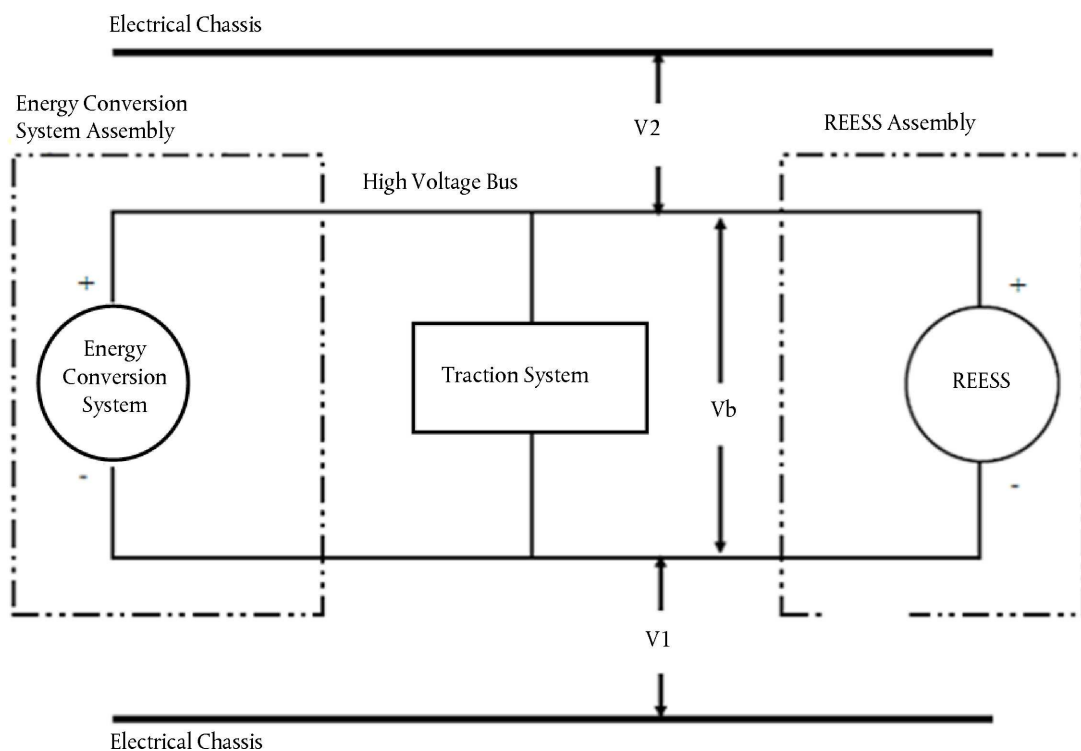 Electrical Chassis
Energy Conversion
System Assembly
V2
REESS Assembly
High Voltage Bus
+
+
Energy
Conversion
System
Traction System
REESS
Vb
-
-
V1
Electrical Chassis